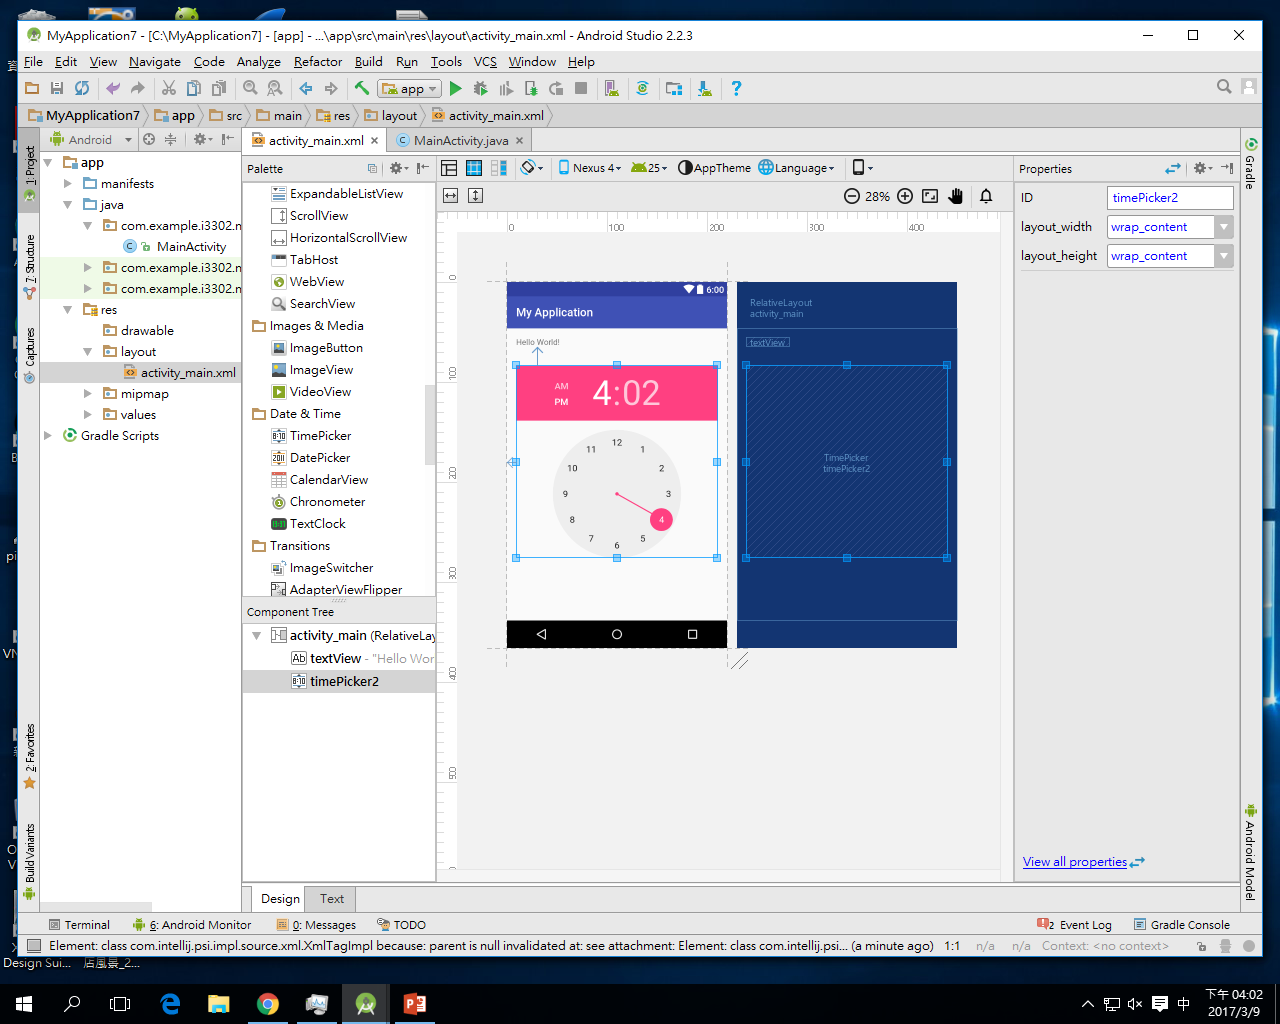 MyApplication7 - [C:\MyApplication7] - [app] - ...\app\src\main\res\layout\activity_main.xml - Android Studio 2.2.3
File Edit View Navigate Code Analyze Refactor Build Run Tools VCS Window Help
app
MyApplication7 app src main res layout activity_main.xml
Android
activity_main.xml MainActivity.java
1: Project
7: Structure
Captures
2: Favorites
Build Variants
app
manifests
java
com.example.i3302.m
MainActivity
com.example.i3302.m
com.example.i3302.m
res
drawable
layout
activity_main.xml
mipmap
values
Gradle Scripts
Palette
ExpandableListView
ScrollView
HorizontalScrollView
TabHost
WebView
SearchView
Images & Media
ImageButton
ImageView
VideoView
Date & Time
TimePicker
DatePicker
CalendarView
Chronometer
TextClock
Transitions
ImageSwitcher
AdapterViewFlipper
Component Tree
activity_main (RelativeLay
Ab textView - "Hello Wor
timePicker2
Nexus 4 25 AppTheme Language
28%
0 100 200 300 400
0
100
200
300
400
500
6:00
My Application
Hello World!
AM
PM
4:02
12
1
2
3
4
5
6
7
8
9
10
11
RelativeLayout
activity_main
textView
TimePicker
timePicker2
Properties
ID timePicker2
layout_width wrap_content
layout_height wrap_content
View all properties
Gradle
Android Model
Design Text
Terminal 6: Android Monitor 0: Messages TODO 2 Event Log Gradle Console
Element: class com.intellij.psi.impl.source.xml.XmlTagImpl because: parent is null invalidated at: see attachment: Element: class com.intellij.psi... (a minute ago) 1:1 n/a n/a Context: <no context>
Design Sui...
中
下午 04:02
2017/3/9